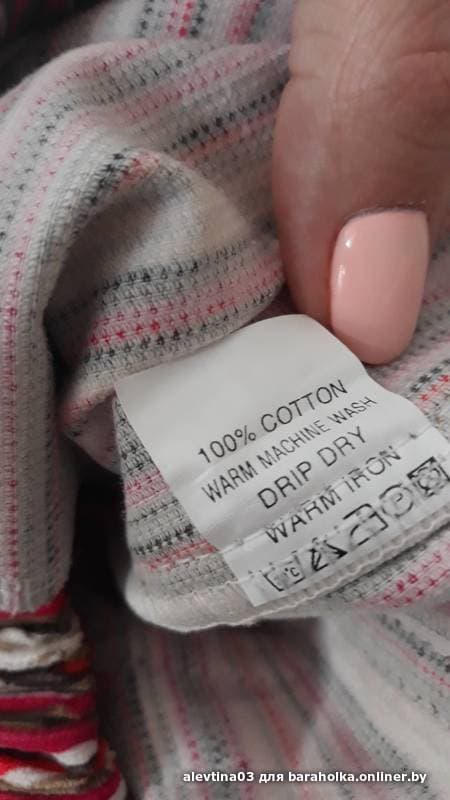 100% COTTON
WARM MACHINE WASH
DRIP DRY
WARM IRON
alevtina03 для baraholka.onliner.by